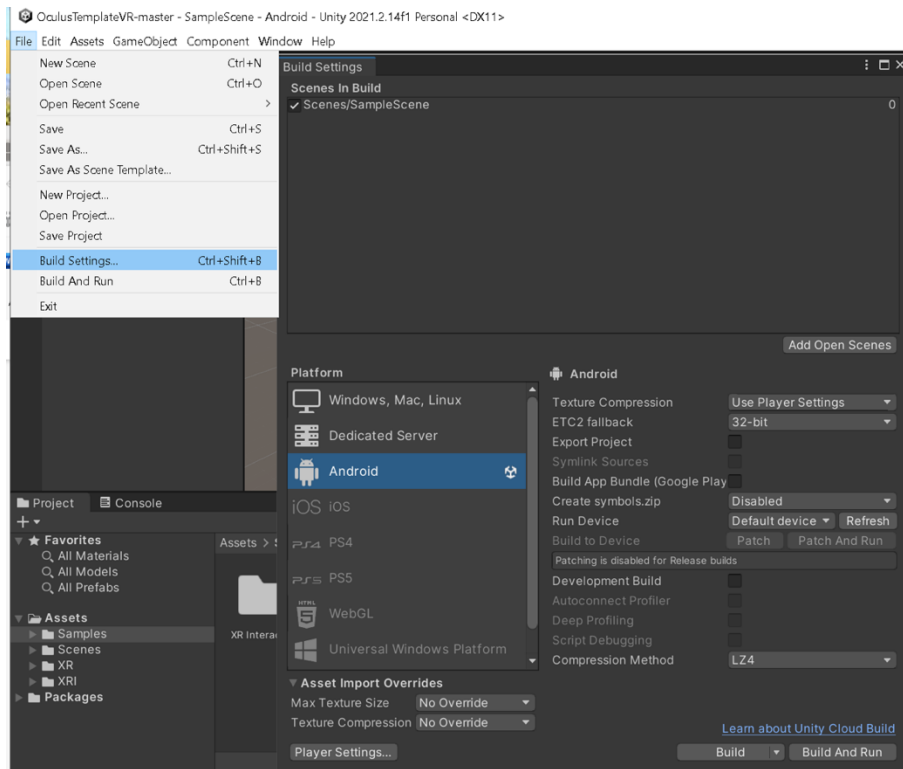 OculusTemplateVR-master - SampleScene - Android - Unity 2021.2.14f1 Personal <DX11>
File Edit Assets GameObject Component Window Help
New Scene Ctrl+N
Open Scene Ctrl+O
Open Recent Scene >
Save Ctrl+S
Save As... Ctrl+Shift+S
Save As Scene Template...
New Project...
Open Project...
Save Project
Build Settings... Ctrl+Shift+B
Build And Run Ctrl+B
Exit
Build Settings
Scenes In Build
Scenes/SampleScene 0
Add Open Scenes
Platform
Windows, Mac, Linux
Dedicated Server
Android
iOS iOS
PS4 PS4
PS5 PS5
HTML
5 WebGL
Universal Windows Platform
Android
Texture Compression Use Player Settings
ETC2 fallback 32-bit
Export Project
Symlink Sources
Build App Bundle (Google Play
Create symbols.zip Disabled
Run Device Default device Refresh
Build to Device Patch Patch And Run
Patching is disabled for Release builds
Development Build
Autoconnect Profiler
Deep Profiling
Script Debugging
Compression Method LZ4
Asset Import Overrides
Max Texture Size No Override
Texture Compression No Override
Learn about Unity Cloud Build
Player Settings... Build Build And Run
Project Console
Favorites
All Materials
All Models
All Prefabs
Assets
Samples
Scenes
XR
XRI
Packages
Assets >
XR Intera